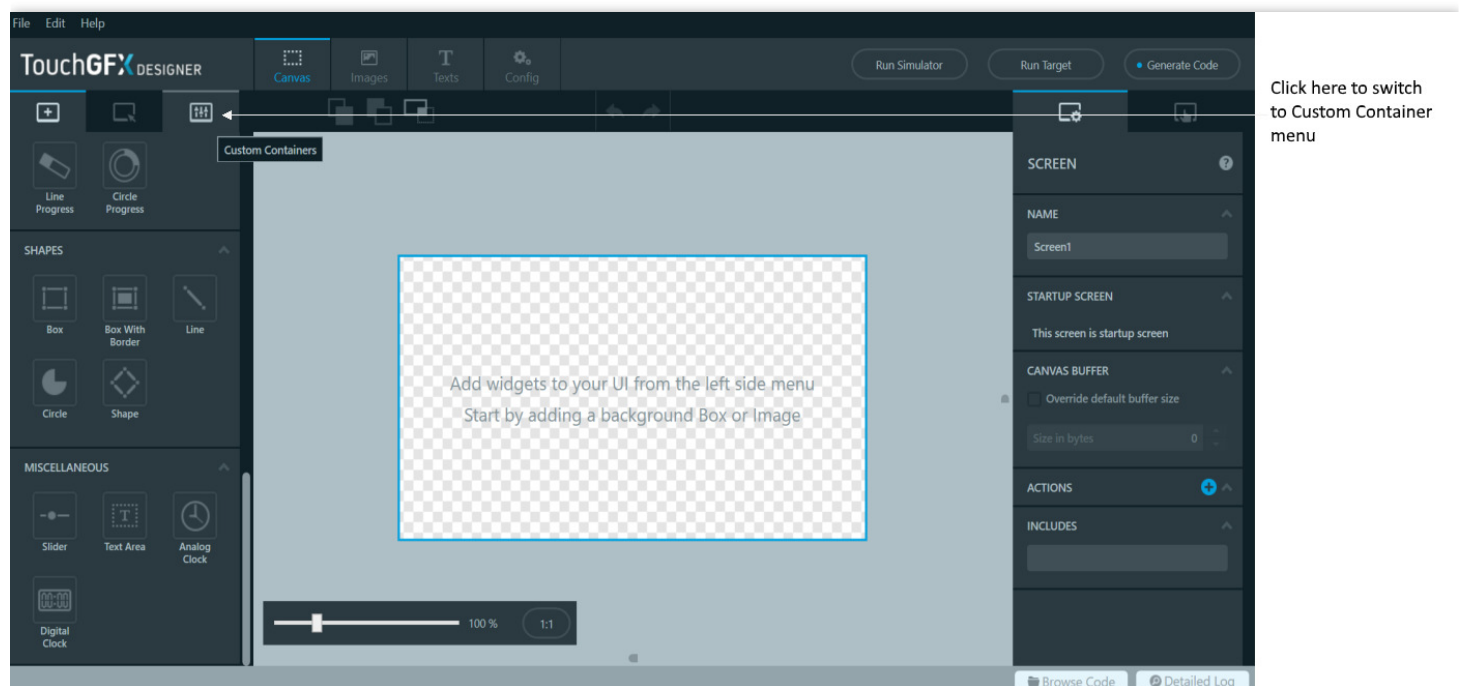 File Edit Help
TouchGFX DESIGNER
Canvas
Images
Texts
Config
Run Simulator
Run Target
Generate Code
Click here to switch
to Custom Container
menu
Custom Containers
Line
Progress
Circle
Progress
SHAPES
Box
Box With
Border
Line
Circle
Shape
MISCELLANEOUS
Slider
Text Area
Analog
Clock
Digital
Clock
Add widgets to your UI from the left side menu
Start by adding a background Box or Image
100 %
1:1
SCREEN
NAME
Screen1
STARTUP SCREEN
This screen is startup screen
CANVAS BUFFER
Override default buffer size
Size in bytes 0
ACTIONS
INCLUDES
Browse Code
Detailed Log